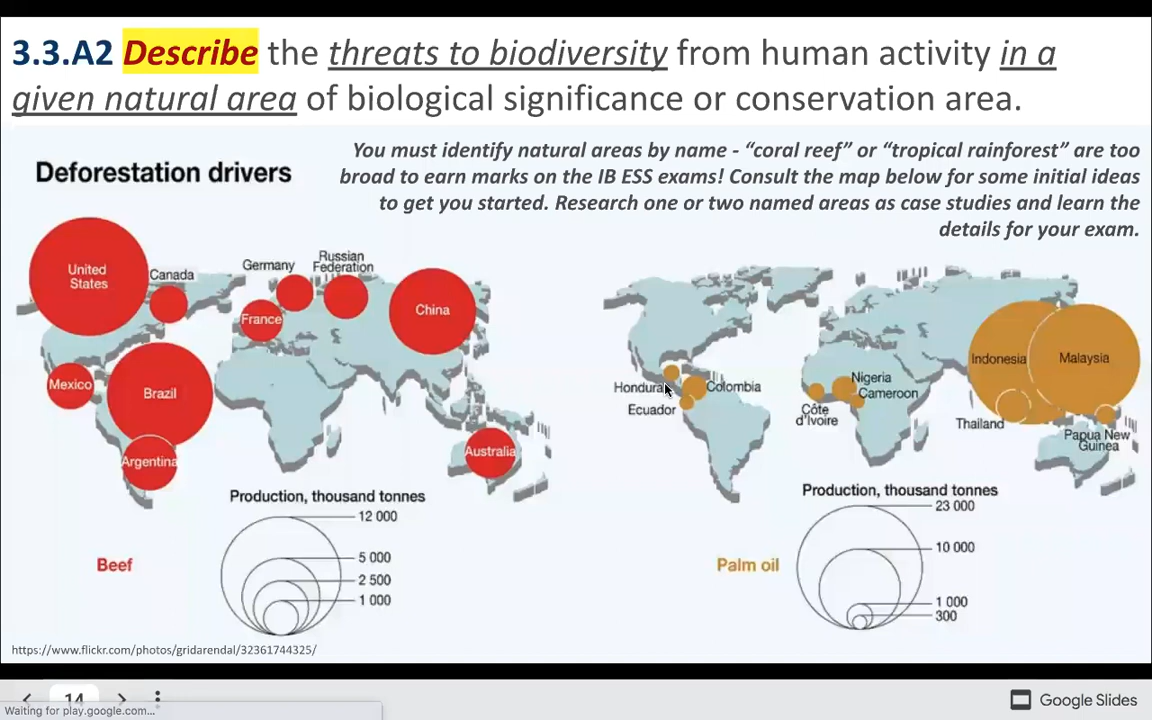 3.3.A2 Describe the threats to biodiversity from human activity in a
given natural area of biological significance or conservation area.
You must identify natural areas by name - “coral reef” or “tropical rainforest” are too
broad to earn marks on the IB ESS exams! Consult the map below for some initial ideas
to get you started. Research one or two named areas as case studies and learn the
details for your exam.
Deforestation drivers
United
States
Canada
Germany
Russian
Federation
France
China
Mexico
Brazil
Argentina
Australia
Production, thousand tonnes
12 000
5 000
2 500
1 000
Beef
Hondura
Colombia
Ecuador
Nigeria
Cameroon
Côte
d'Ivoire
Indonesia
Malaysia
Thailand
Papua New
Guinea
Production, thousand tonnes
23 000
10 000
1 000
300
Palm oil
https://www.flickr.com/photos/gridarendal/32361744325/
14
Google Slides
Waiting for play.google.com...